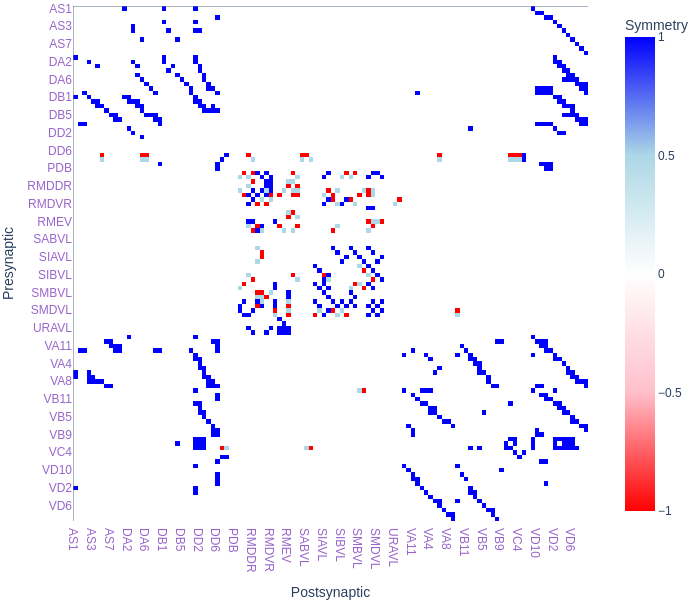 Symmetry
1
0.5
0
−0.5
−1
Presynaptic
AS1
AS3
AS7
DA2
DA6
DB1
DB5
DD2
DD6
PDB
RMDDR
RMDVR
RMEV
SABVL
SIAVL
SIBVL
SMBVL
SMDVL
URAVL
VA11
VA4
VA8
VB11
VB5
VB9
VC4
VD10
VD2
VD6
AS1
AS3
AS7
DA2
DA6
DB1
DB5
DD2
DD6
PDB
RMDDR
RMDVR
RMEV
SABVL
SIAVL
SIBVL
SMBVL
SMDVL
URAVL
VA11
VA4
VA8
VB11
VB5
VB9
VC4
VD10
VD2
VD6
Postsynaptic